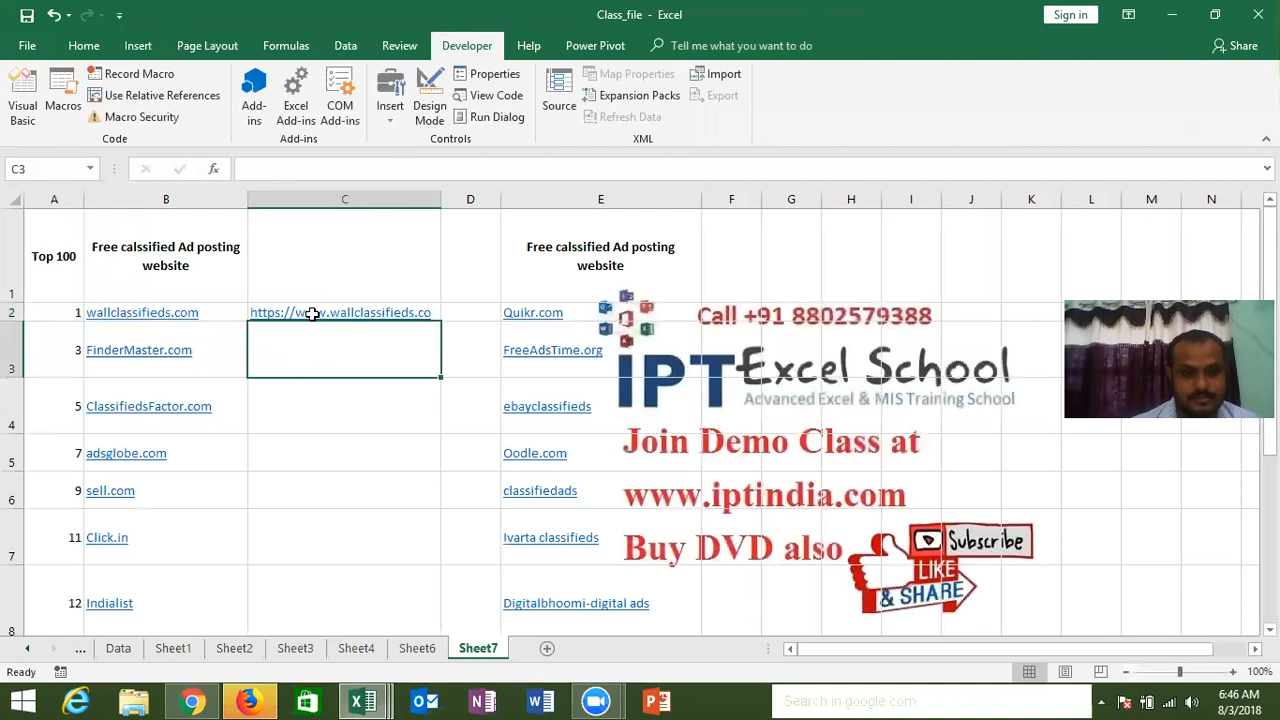 Class_file - Excel
Sign in
File
Home
Insert
Page Layout
Formulas
Data
Review
Developer
Help
Power Pivot
Tell me what you want to do
Share
Visual Basic
Macros
Record Macro
Use Relative References
Macro Security
Code
Add-ins
Excel Add-ins
COM Add-ins
Add-ins
Insert
Design Mode
Properties
View Code
Run Dialog
Controls
Source
Map Properties
Expansion Packs
Refresh Data
Import
Export
XML
C3
fx
A B C D E F G H I J K L M N
1 Top 100 Free calssified Ad posting website Free calssified Ad posting website
2 1 wallclassifieds.com https://www.wallclassifieds.co Quikr.com
3 3 FinderMaster.com FreeAdsTime.org
4 5 ClassifiedsFactor.com ebayclassifieds
5 7 adsglobe.com Oodle.com
6 9 sell.com classifiedads
7 11 Click.in Ivarta classifieds
8 12 Indialist Digitalbhoomi-digital ads
Call +91 8802579388
IPT Excel School
Advanced Excel & MIS Training School
Join Demo Class at
www.iptindia.com
Buy DVD also
Subscribe
LIKE
& SHARE
... Data Sheet1 Sheet2 Sheet3 Sheet4 Sheet6 Sheet7
Ready
100%
Search in google.com
6:46 AM
8/3/2018